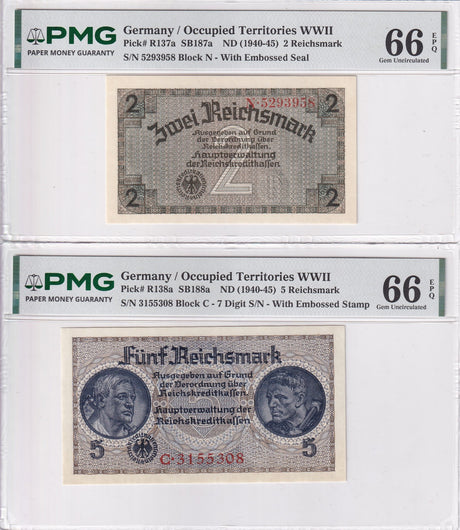 PMG
PAPER MONEY GUARANTY
Germany / Occupied Territories WWII
Pick# R137a SB187a ND (1940-45) 2 Reichsmark
S/N 5293958 Block N - With Embossed Seal
66 EPQ
Gem Uncirculated
N·5293958
2 2
Zwei Reichsmark
Ausgegeben auf Grund
der Verordnung über
Reichskreditkassen.
Hauptverwaltung
der Reichskreditkassen.
2
2 2
PMG
PAPER MONEY GUARANTY
Germany / Occupied Territories WWII
Pick# R138a SB188a ND (1940-45) 5 Reichsmark
S/N 3155308 Block C - 7 Digit S/N - With Embossed Stamp
66 EPQ
Gem Uncirculated
Fünf Reichsmark
Ausgegeben auf Grund
der Verordnung über
Reichskreditkassen.
Hauptverwaltung der
Reichskreditkassen
5 5
C·3155308